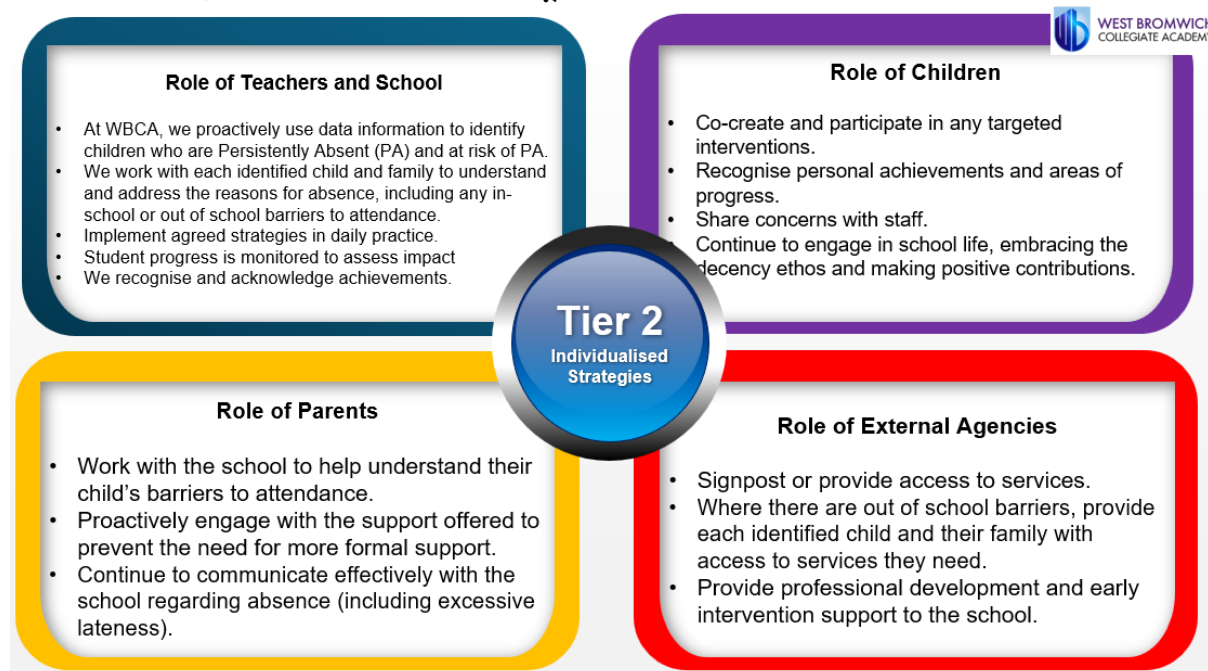 WEST BROMWICH
COLLEGIATE ACADEMY
Role of Teachers and School
• At WBCA, we proactively use data information to identify
children who are Persistently Absent (PA) and at risk of PA.
• We work with each identified child and family to understand
and address the reasons for absence, including any in-
school or out of school barriers to attendance.
• Implement agreed strategies in daily practice.
• Student progress is monitored to assess impact
• We recognise and acknowledge achievements.
Role of Children
• Co-create and participate in any targeted
interventions.
• Recognise personal achievements and areas of
progress.
• Share concerns with staff.
• Continue to engage in school life, embracing the
decency ethos and making positive contributions.
Tier 2
Individualised
Strategies
Role of Parents
• Work with the school to help understand their
child’s barriers to attendance.
• Proactively engage with the support offered to
prevent the need for more formal support.
• Continue to communicate effectively with the
school regarding absence (including excessive
lateness).
Role of External Agencies
• Signpost or provide access to services.
• Where there are out of school barriers, provide
each identified child and their family with
access to services they need.
• Provide professional development and early
intervention support to the school.